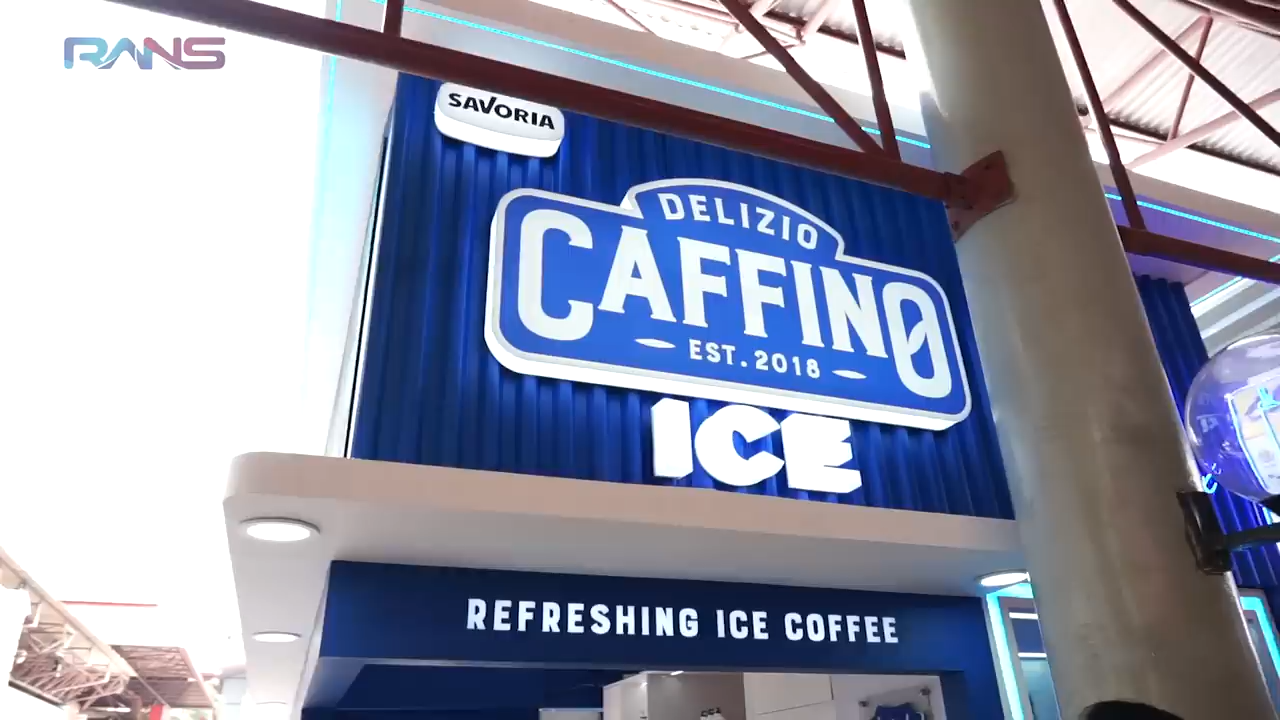 RANS
SAVORIA
DELIZIO
CAFFINO
EST. 2018
ICE
REFRESHING ICE COFFEE